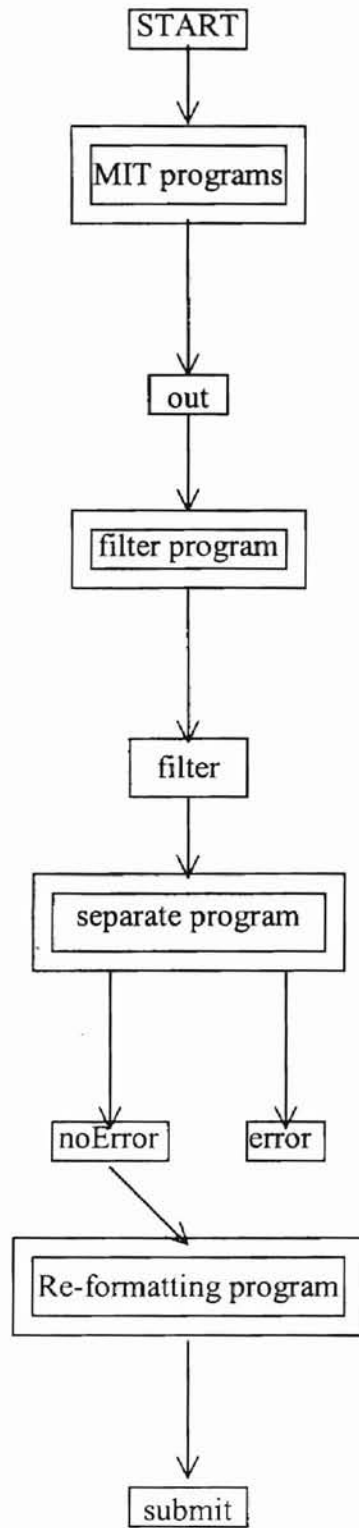 START
MIT programs
out
filter program
filter
separate program
noError
error
Re-formatting program
submit